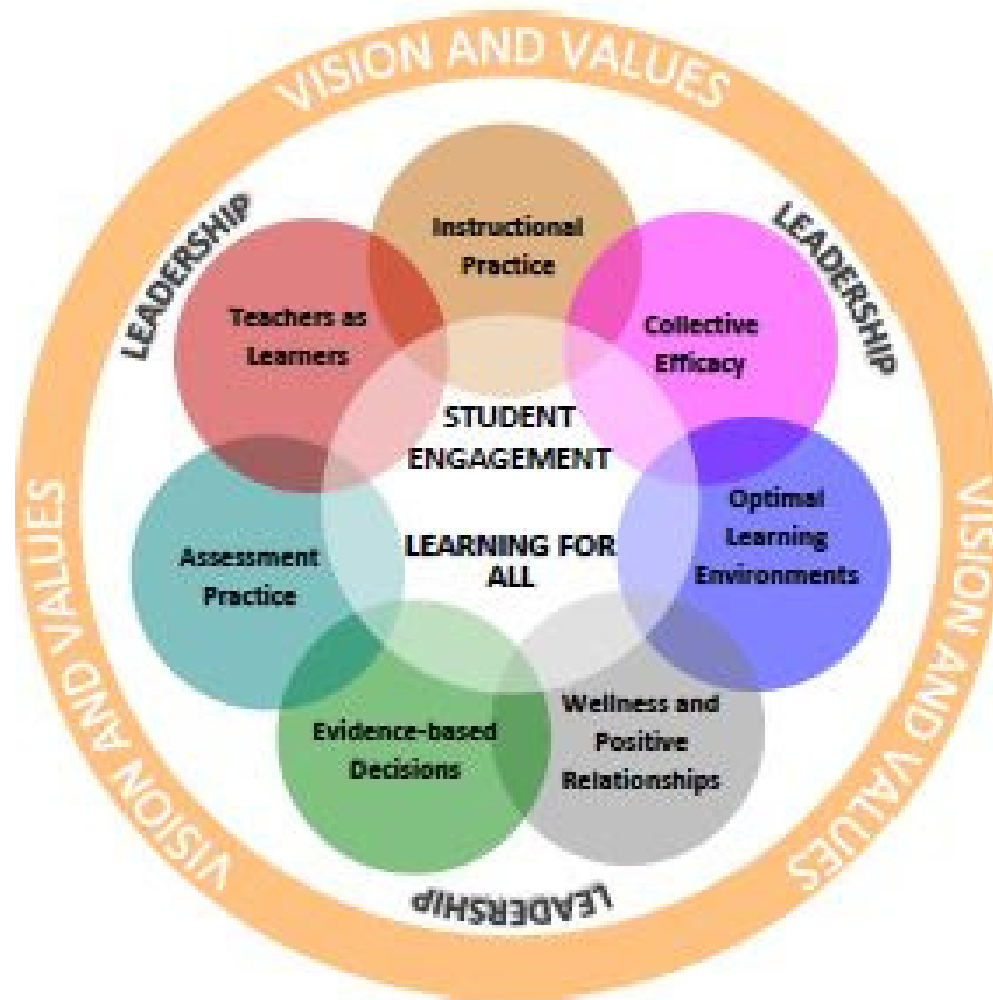 VISION AND VALUES
LEADERSHIP
LEADERSHIP
Instructional
Practice
Teachers as
Learners
Collective
Efficacy
STUDENT
ENGAGEMENT
LEARNING FOR
ALL
Optimal
Learning
Environments
Assessment
Practice
Wellness and
Positive
Relationships
Evidence-based
Decisions
LEADERSHIP
VISION AND VALUES
VISION AND VALUES